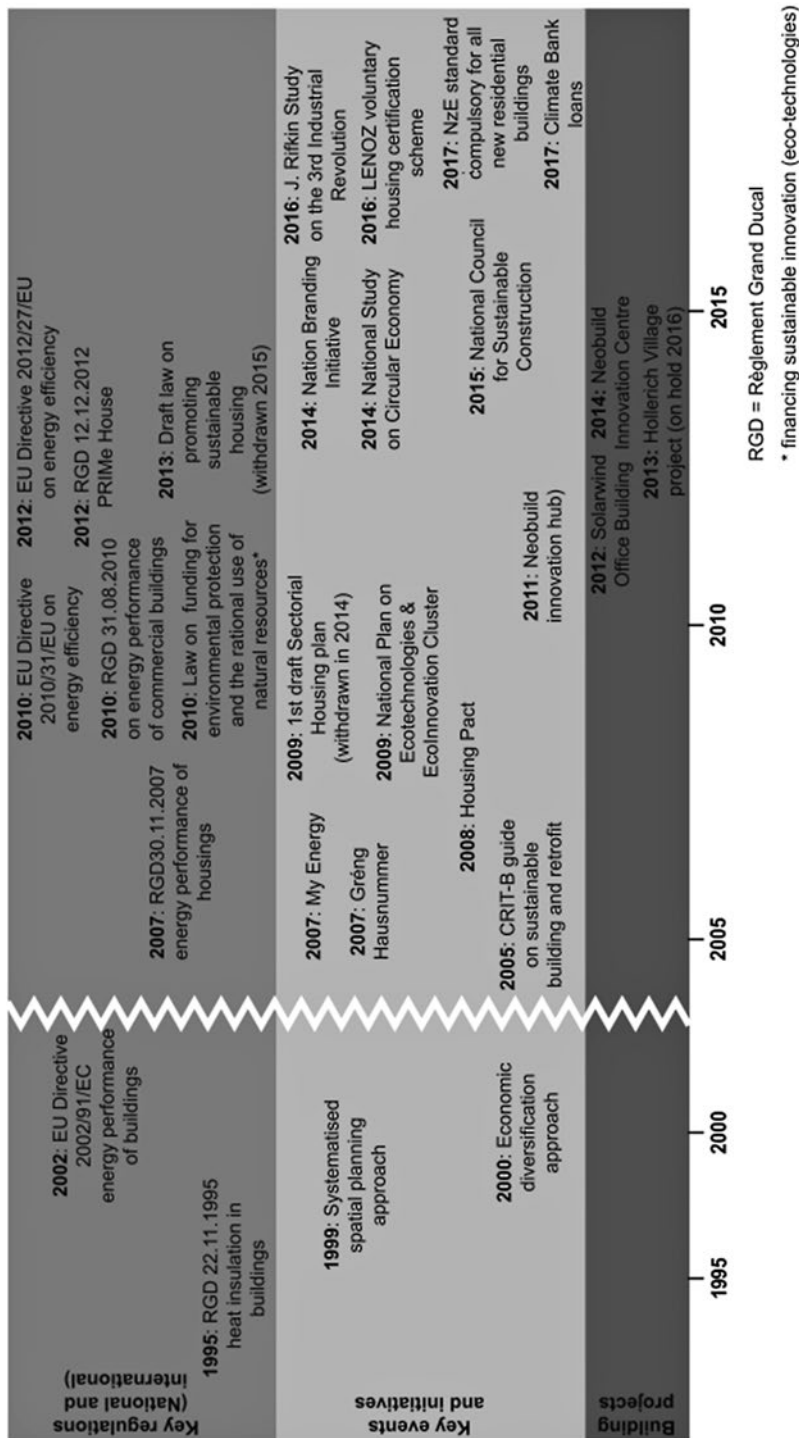 Key regulations
(National and
international)
1995: RGD 22.11.1995
heat insulation in
buildings
2002: EU Directive
2002/91/EC
energy performance
of buildings
2007: RGD30.11.2007
energy performance of
housings
2010: EU Directive
2010/31/EU on
energy efficiency
2010: RGD 31.08.2010
on energy performance
of commercial buildings
2010: Law on funding for
environmental protection
and the rational use of
natural resources*
2012: EU Directive 2012/27/EU
on energy efficiency
2012: RGD 12.12.2012
PRIMe House
2013: Draft law on
promoting
sustainable
housing
(withdrawn 2015)
Key events
and initiatives
1999: Systematised
spatial planning
approach
2000: Economic
diversification
approach
2005: CRIT-B guide
on sustainable
building and retrofit
2007: My Energy
2007: Gréng
Hausnummer
2008: Housing Pact
2009: 1st draft Sectorial
Housing plan
(withdrawn in 2014)
2009: National Plan on
Ecotechnologies &
EcoInnovation Cluster
2011: Neobuild
innovation hub)
2014: Nation Branding
Initiative
2014: National Study
on Circular Economy
2015: National Council
for Sustainable
Construction
2016: J. Rifkin Study
on the 3rd Industrial
Revolution
2016: LENOZ voluntary
housing certification
scheme
2017: NzE standard
compulsory for all
new residential
buildings
2017: Climate Bank
loans
Building
projects
2012: Solarwind
Office Building
2014: Neobuild
Innovation Centre
2013: Hollerich Village
project (on hold 2016)
1995
2000
2005
2010
2015
RGD = Règlement Grand Ducal
* financing sustainable innovation (eco-technologies)